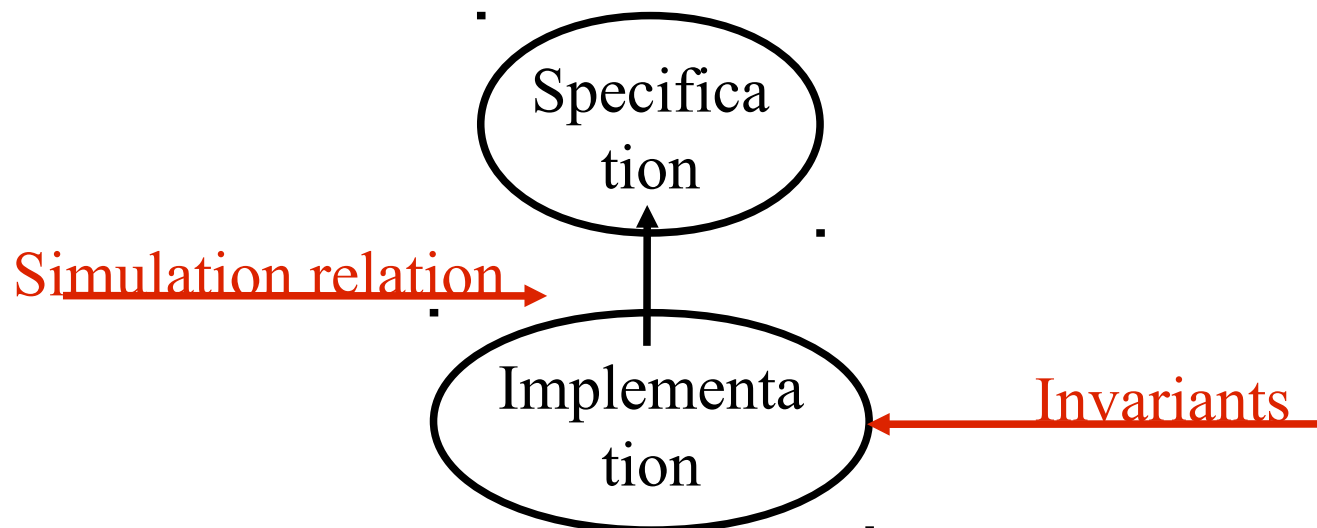 Specifica
tion
Simulation relation
Implementa
tion
Invariants